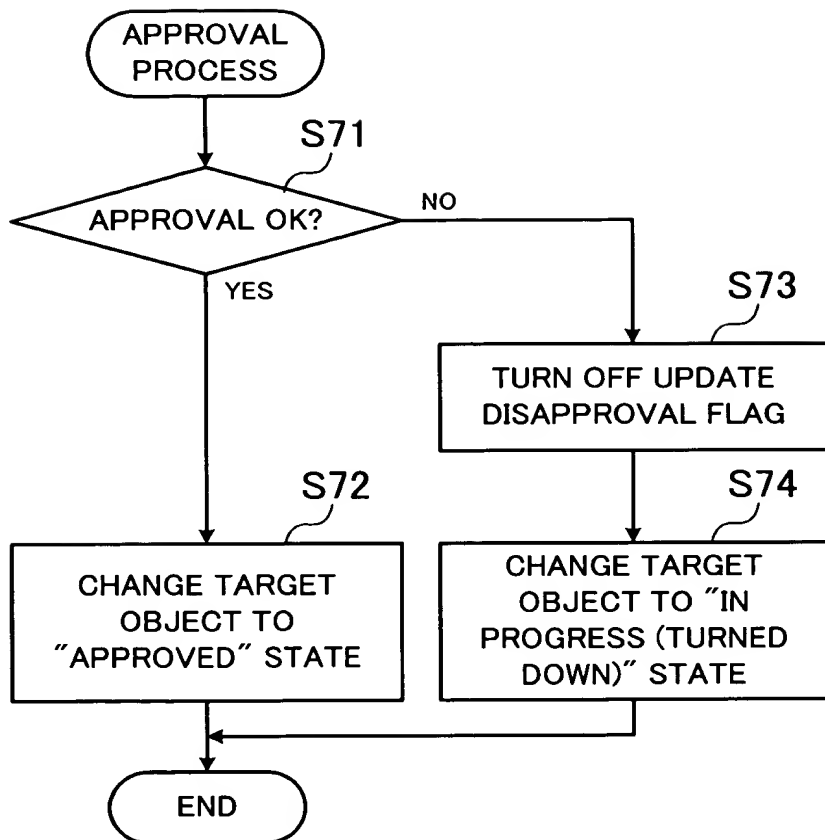 APPROVAL
PROCESS
S71
APPROVAL OK?
NO
YES
S73
TURN OFF UPDATE
DISAPPROVAL FLAG
S72
CHANGE TARGET
OBJECT TO
"APPROVED" STATE
S74
CHANGE TARGET
OBJECT TO "IN
PROGRESS (TURNED
DOWN)" STATE
END